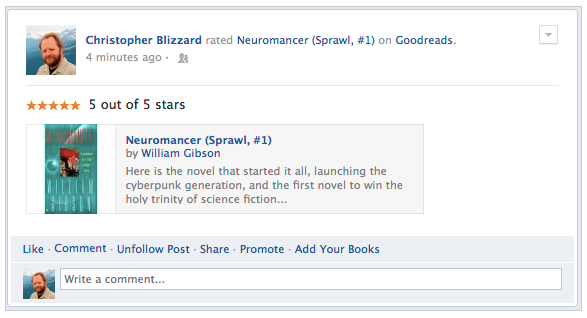 Christopher Blizzard rated Neuromancer (Sprawl, #1) on Goodreads.
4 minutes ago ·
5 out of 5 stars
WILLIAM
GIBSON
Neuromancer (Sprawl, #1)
by William Gibson
Here is the novel that started it all, launching the
cyberpunk generation, and the first novel to win the
holy trinity of science fiction...
Like · Comment · Unfollow Post · Share · Promote · Add Your Books
Write a comment...